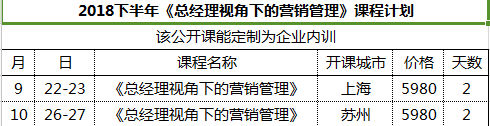 2018下半年《总经理视角下的营销管理》课程计划
该公开课能定制为企业内训
月 日 课程名称 开课城市 价格 天数
9 22-23 《总经理视角下的营销管理》 上海 5980 2
10 26-27 《总经理视角下的营销管理》 苏州 5980 2